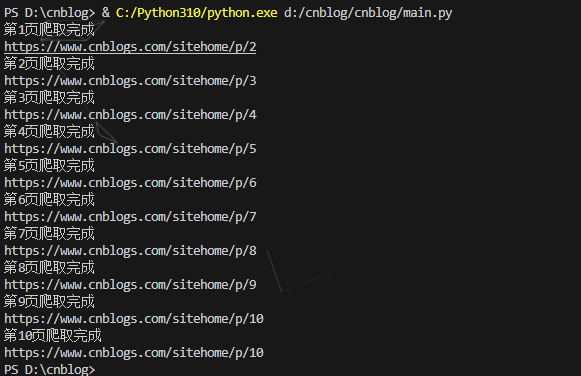 PS D:\cnblog> & C:/Python310/python.exe d:/cnblog/cnblog/main.py
第1页爬取完成
https://www.cnblogs.com/sitehome/p/2
第2页爬取完成
https://www.cnblogs.com/sitehome/p/3
第3页爬取完成
https://www.cnblogs.com/sitehome/p/4
第4页爬取完成
https://www.cnblogs.com/sitehome/p/5
第5页爬取完成
https://www.cnblogs.com/sitehome/p/6
第6页爬取完成
https://www.cnblogs.com/sitehome/p/7
第7页爬取完成
https://www.cnblogs.com/sitehome/p/8
第8页爬取完成
https://www.cnblogs.com/sitehome/p/9
第9页爬取完成
https://www.cnblogs.com/sitehome/p/10
第10页爬取完成
https://www.cnblogs.com/sitehome/p/10
PS D:\cnblog>